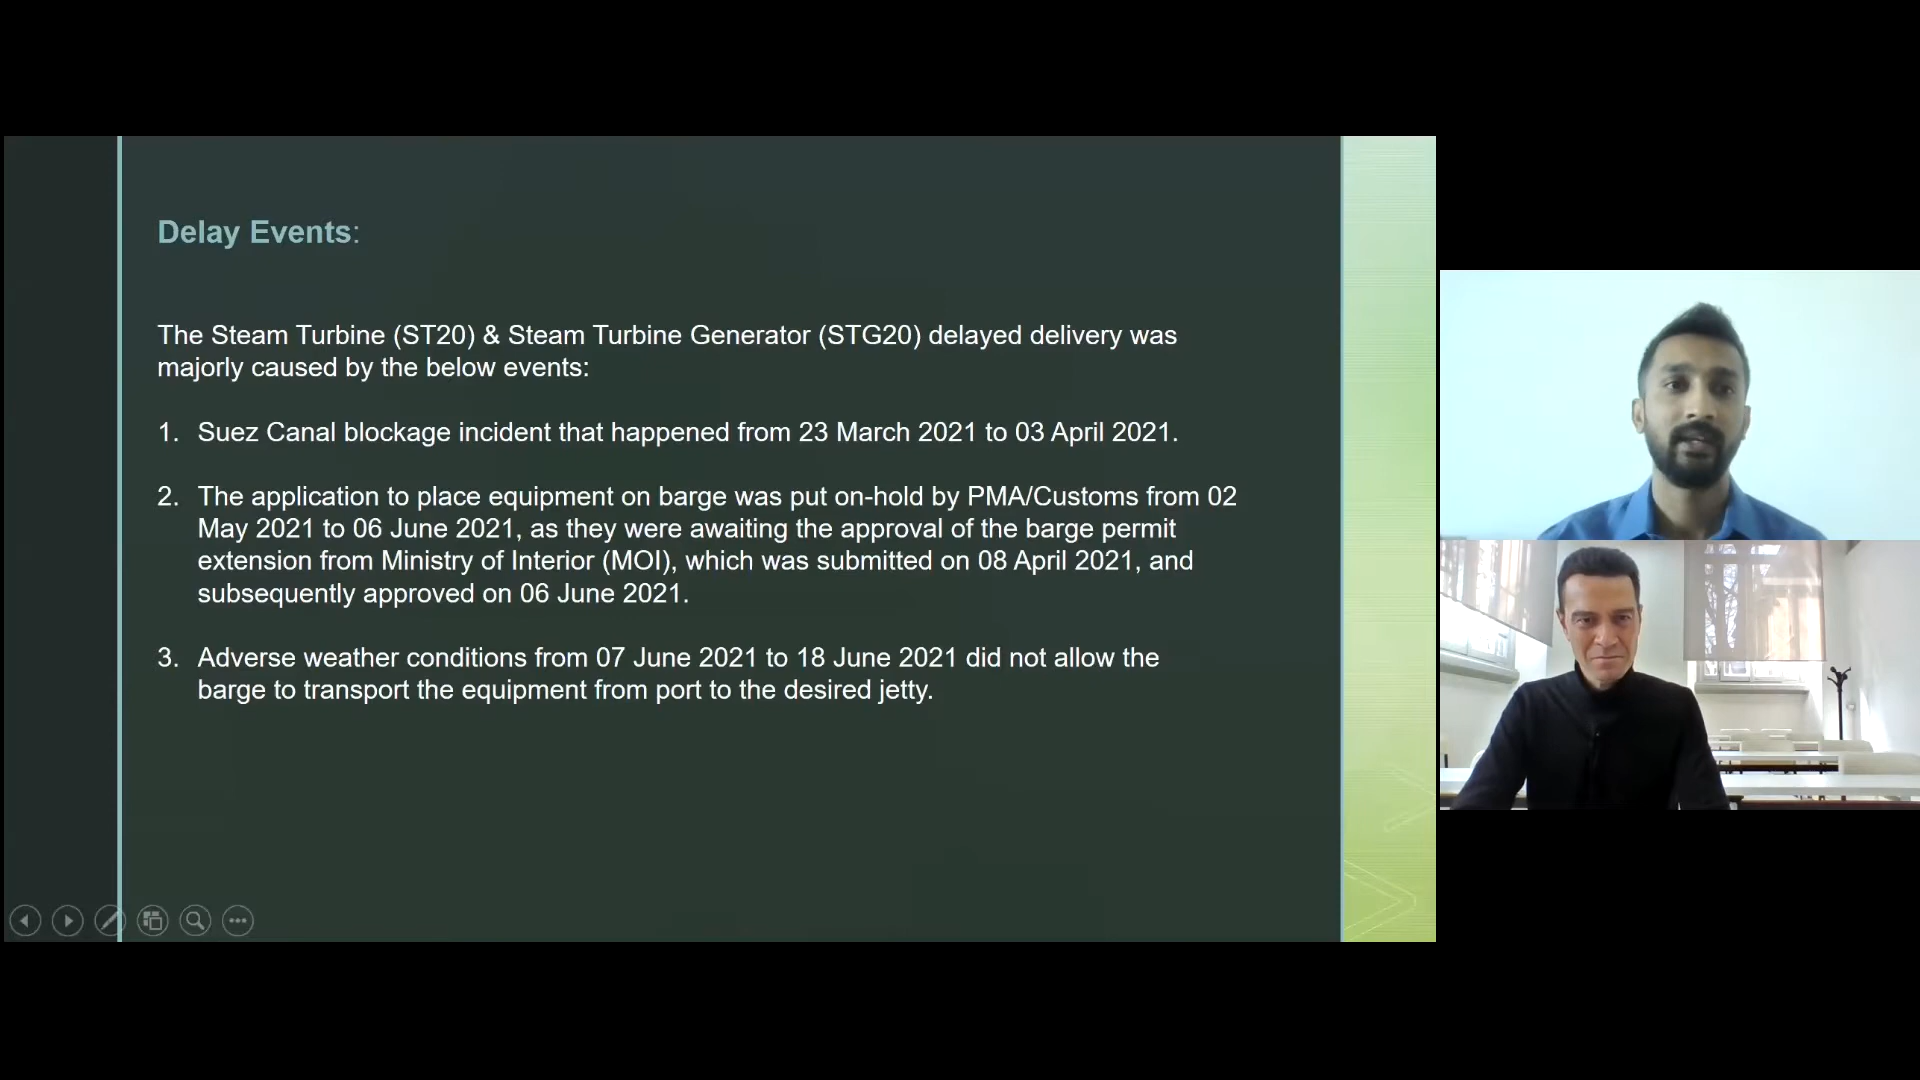 Delay Events:
The Steam Turbine (ST20) & Steam Turbine Generator (STG20) delayed delivery was
majorly caused by the below events:
1. Suez Canal blockage incident that happened from 23 March 2021 to 03 April 2021.
2. The application to place equipment on barge was put on-hold by PMA/Customs from 02
May 2021 to 06 June 2021, as they were awaiting the approval of the barge permit
extension from Ministry of Interior (MOI), which was submitted on 08 April 2021, and
subsequently approved on 06 June 2021.
3. Adverse weather conditions from 07 June 2021 to 18 June 2021 did not allow the
barge to transport the equipment from port to the desired jetty.